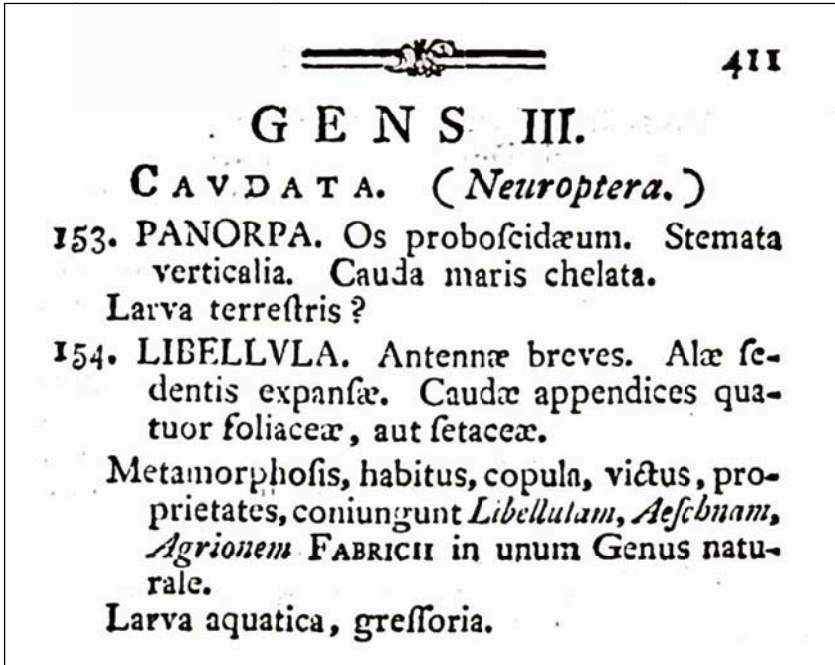 411
GENS III.
CAVDATA. (Neuroptera.)
153. PANORPA. Os proboſcidæum. Stemata
verticalia. Cauda maris chelata.
Larva terreſtris?
154. LIBELLVLA. Antennæ breves. Alæ ſe-
dentis expanſæ. Caudæ appendices qua-
tuor foliaceæ, aut ſetaceæ.
Metamorphoſis, habitus, copula, victus, pro-
prietates, coniungunt Libellulam, Aeſchnam,
Agrionem FABRICII in unum Genus natu-
rale.
Larva aquatica, greſſoria.